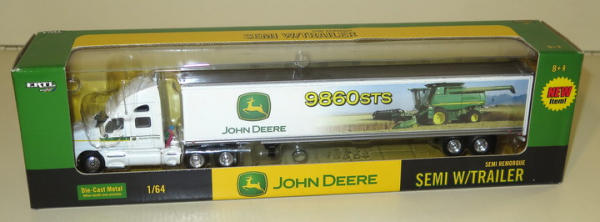 SEMI W/TRAILER
ERTL
8+
NEW
Item!
9860STS
JOHN DEERE
Die-Cast Metal
1/64
JOHN DEERE
SEMI REMORQUE
SEMI W/TRAILER